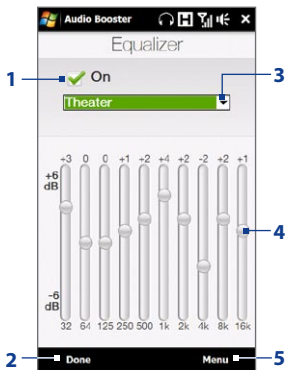 Audio Booster
Equalizer
1
On
3
Theater
+3 0 0 +1 +2 +4 +2 -2 +2 +1
+6
dB
4
-6
dB
32 64 125 250 500 1k 2k 4k 8k 16k
2
Done
Menu
5